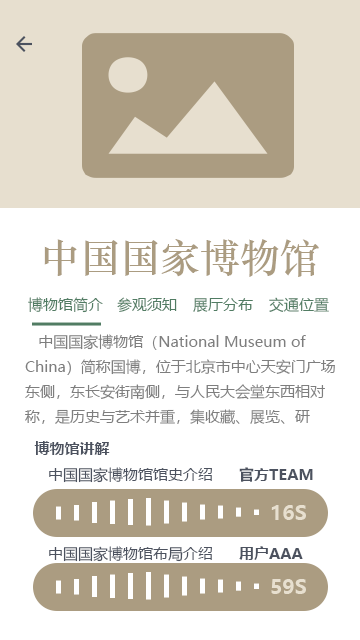 中国国家博物馆
博物馆简介 参观须知 展厅分布 交通位置
中国国家博物馆（National Museum of
China）简称国博，位于北京市中心天安门广场
东侧，东长安街南侧，与人民大会堂东西相对
称，是历史与艺术并重，集收藏、展览、研
博物馆讲解
中国国家博物馆馆史介绍 官方TEAM
16S
中国国家博物馆布局介绍 用户AAA
59S